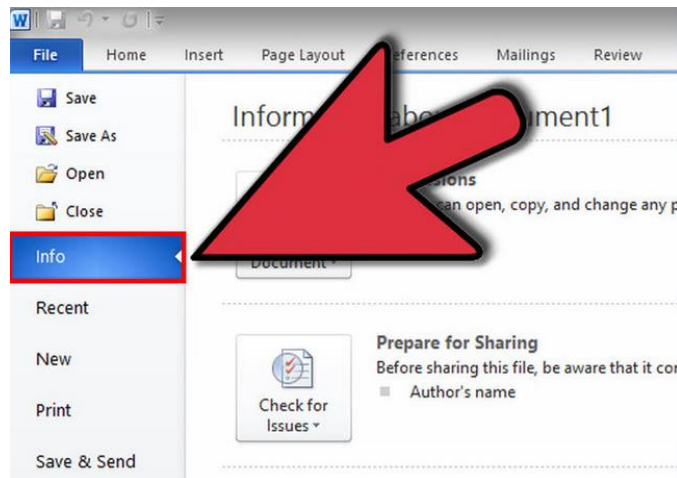 W
File Home Insert Page Layout eferences Mailings Review
Save
Save As
Open
Close
Info
Recent
New
Print
Save & Send
Inform abo ument1
sions
can open, copy, and change any p
Document
Prepare for Sharing
Before sharing this file, be aware that it con
Author's name
Check for
Issues